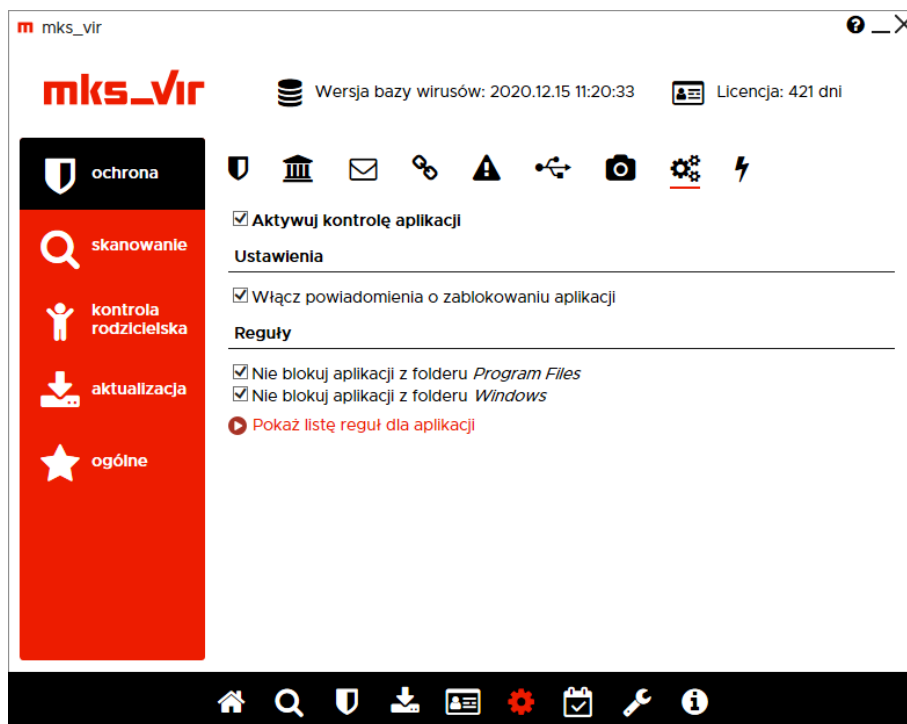 mks_vir
mks_vir
Wersja bazy wirusów: 2020.12.15 11:20:33
Licencja: 421 dni
ochrona
skanowanie
kontrola
rodzicielska
aktualizacja
ogólne
Aktywuj kontrolę aplikacji
Ustawienia
Włącz powiadomienia o zablokowaniu aplikacji
Reguły
Nie blokuj aplikacji z folderu Program Files
Nie blokuj aplikacji z folderu Windows
Pokaż listę reguł dla aplikacji